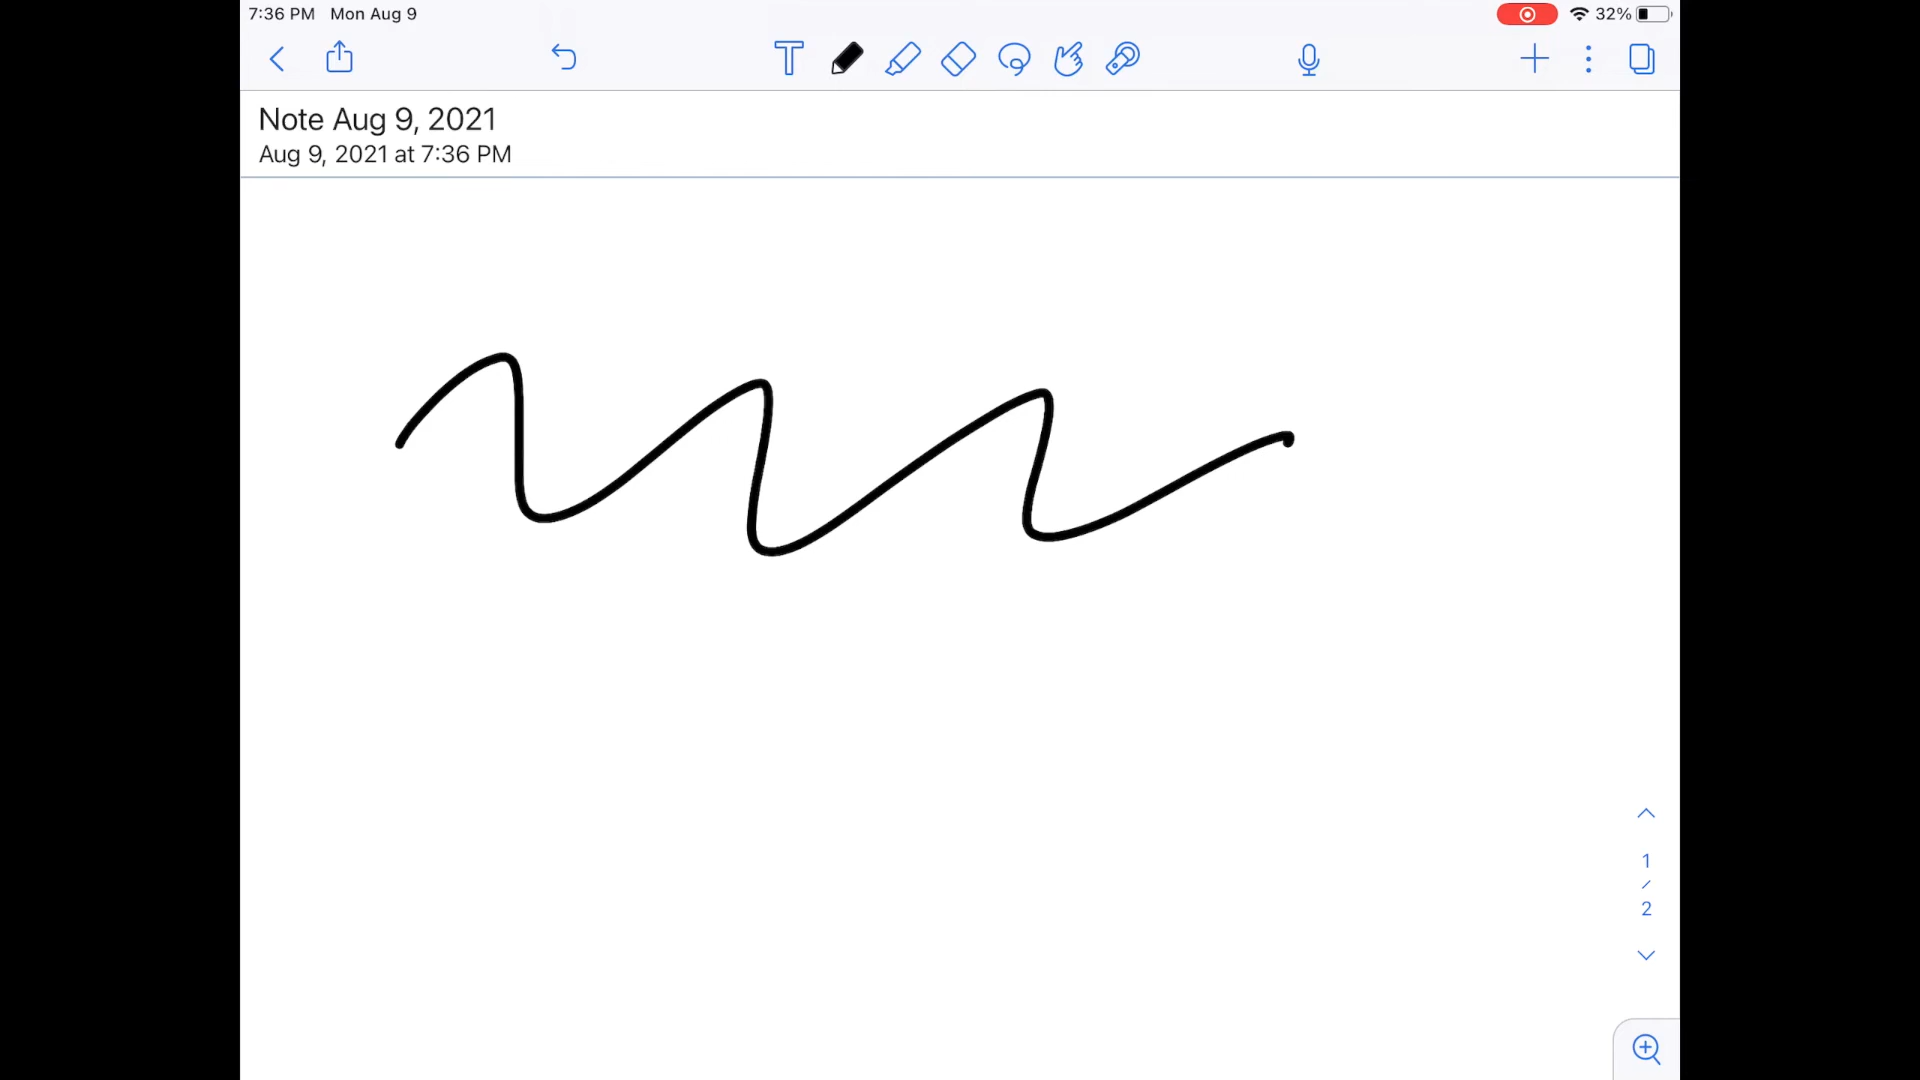 7:36 PM Mon Aug 9
32%
Note Aug 9, 2021
Aug 9, 2021 at 7:36 PM
1
/
2